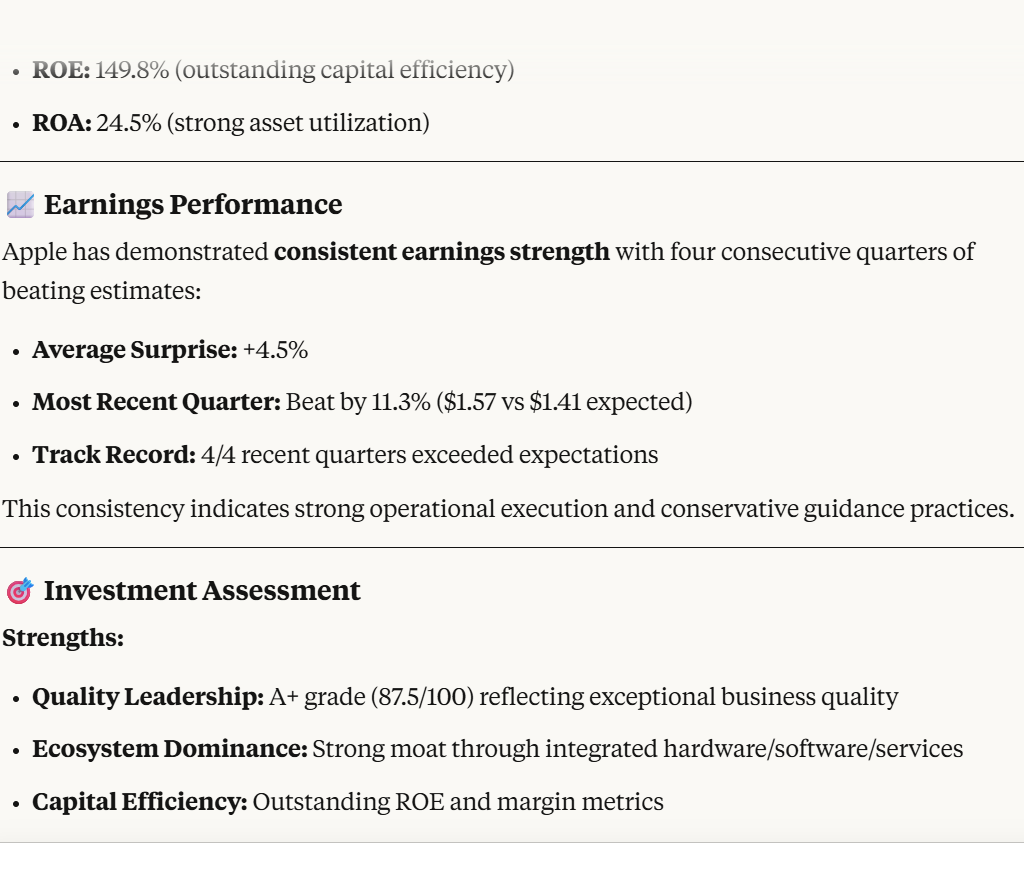 • ROE: 149.8% (outstanding capital efficiency)
• ROA: 24.5% (strong asset utilization)
📈 Earnings Performance
Apple has demonstrated consistent earnings strength with four consecutive quarters of
beating estimates:
• Average Surprise: +4.5%
• Most Recent Quarter: Beat by 11.3% ($1.57 vs $1.41 expected)
• Track Record: 4/4 recent quarters exceeded expectations
This consistency indicates strong operational execution and conservative guidance practices.
🎯 Investment Assessment
Strengths:
• Quality Leadership: A+ grade (87.5/100) reflecting exceptional business quality
• Ecosystem Dominance: Strong moat through integrated hardware/software/services
• Capital Efficiency: Outstanding ROE and margin metrics